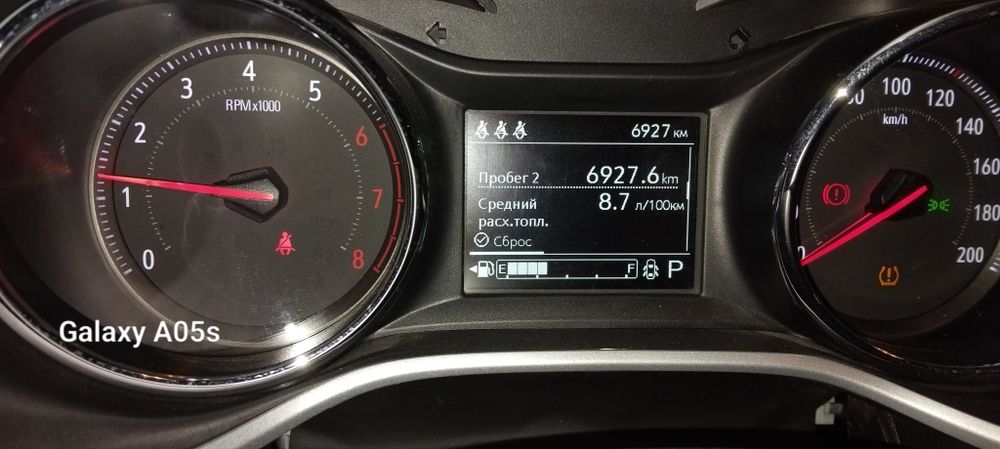 4
3
5
RPMx1000
2
6
1
7
0
8
6927 км
Пробег 2 6927.6 km
Средний 8.7 л/100км
расх.топл.
Сброс
E F P
100
120
km/h
140
160
180
200
Galaxy A05s